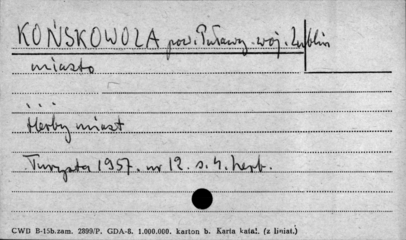 KOŃSKOWOLA pow. Puławy. woj. Lublin
miasto
...
Herby miast
Turysta 1957. nr 12. s. 4. herb.
CWD B-15b.zam. 2899/P. GDA-8. 1.000.000. karton b. Karta katal. (z liniat.)